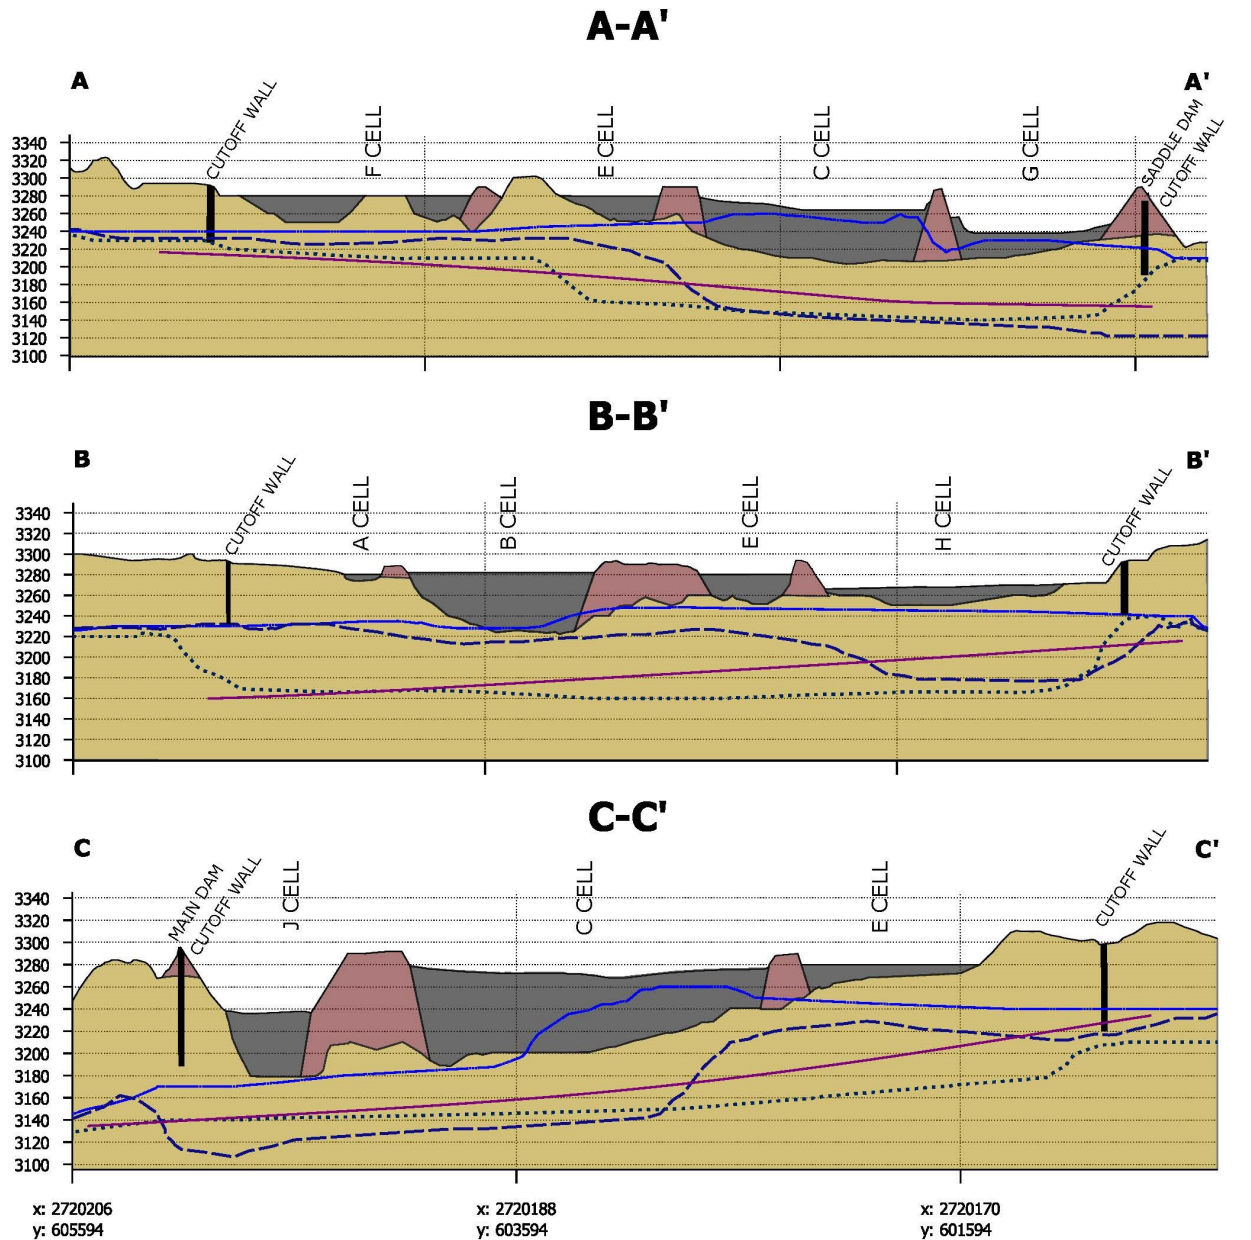 A-A'
A
A'
CUTOFF WALL
F CELL
E CELL
C CELL
G CELL
SADDLE DAM
CUTOFF WALL
3340
3320
3300
3280
3260
3240
3220
3200
3180
3160
3140
3120
3100
B-B'
B
B'
CUTOFF WALL
A CELL
B CELL
E CELL
H CELL
CUTOFF WALL
3340
3320
3300
3280
3260
3240
3220
3200
3180
3160
3140
3120
3100
C-C'
C
C'
MAIN DAM
CUTOFF WALL
J CELL
C CELL
E CELL
CUTOFF WALL
3340
3320
3300
3280
3260
3240
3220
3200
3180
3160
3140
3120
3100
x: 2720206
y: 605594
x: 2720188
y: 603594
x: 2720170
y: 601594